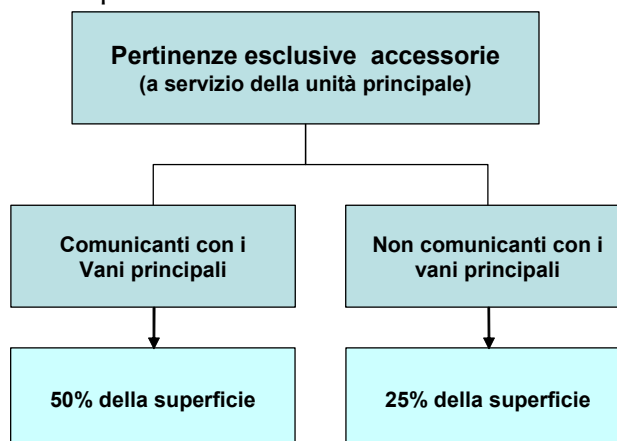 Pertinenze esclusive accessorie
(a servizio della unità principale)
Comunicanti con i
Vani principali
Non comunicanti con i
vani principali
50% della superficie
25% della superficie